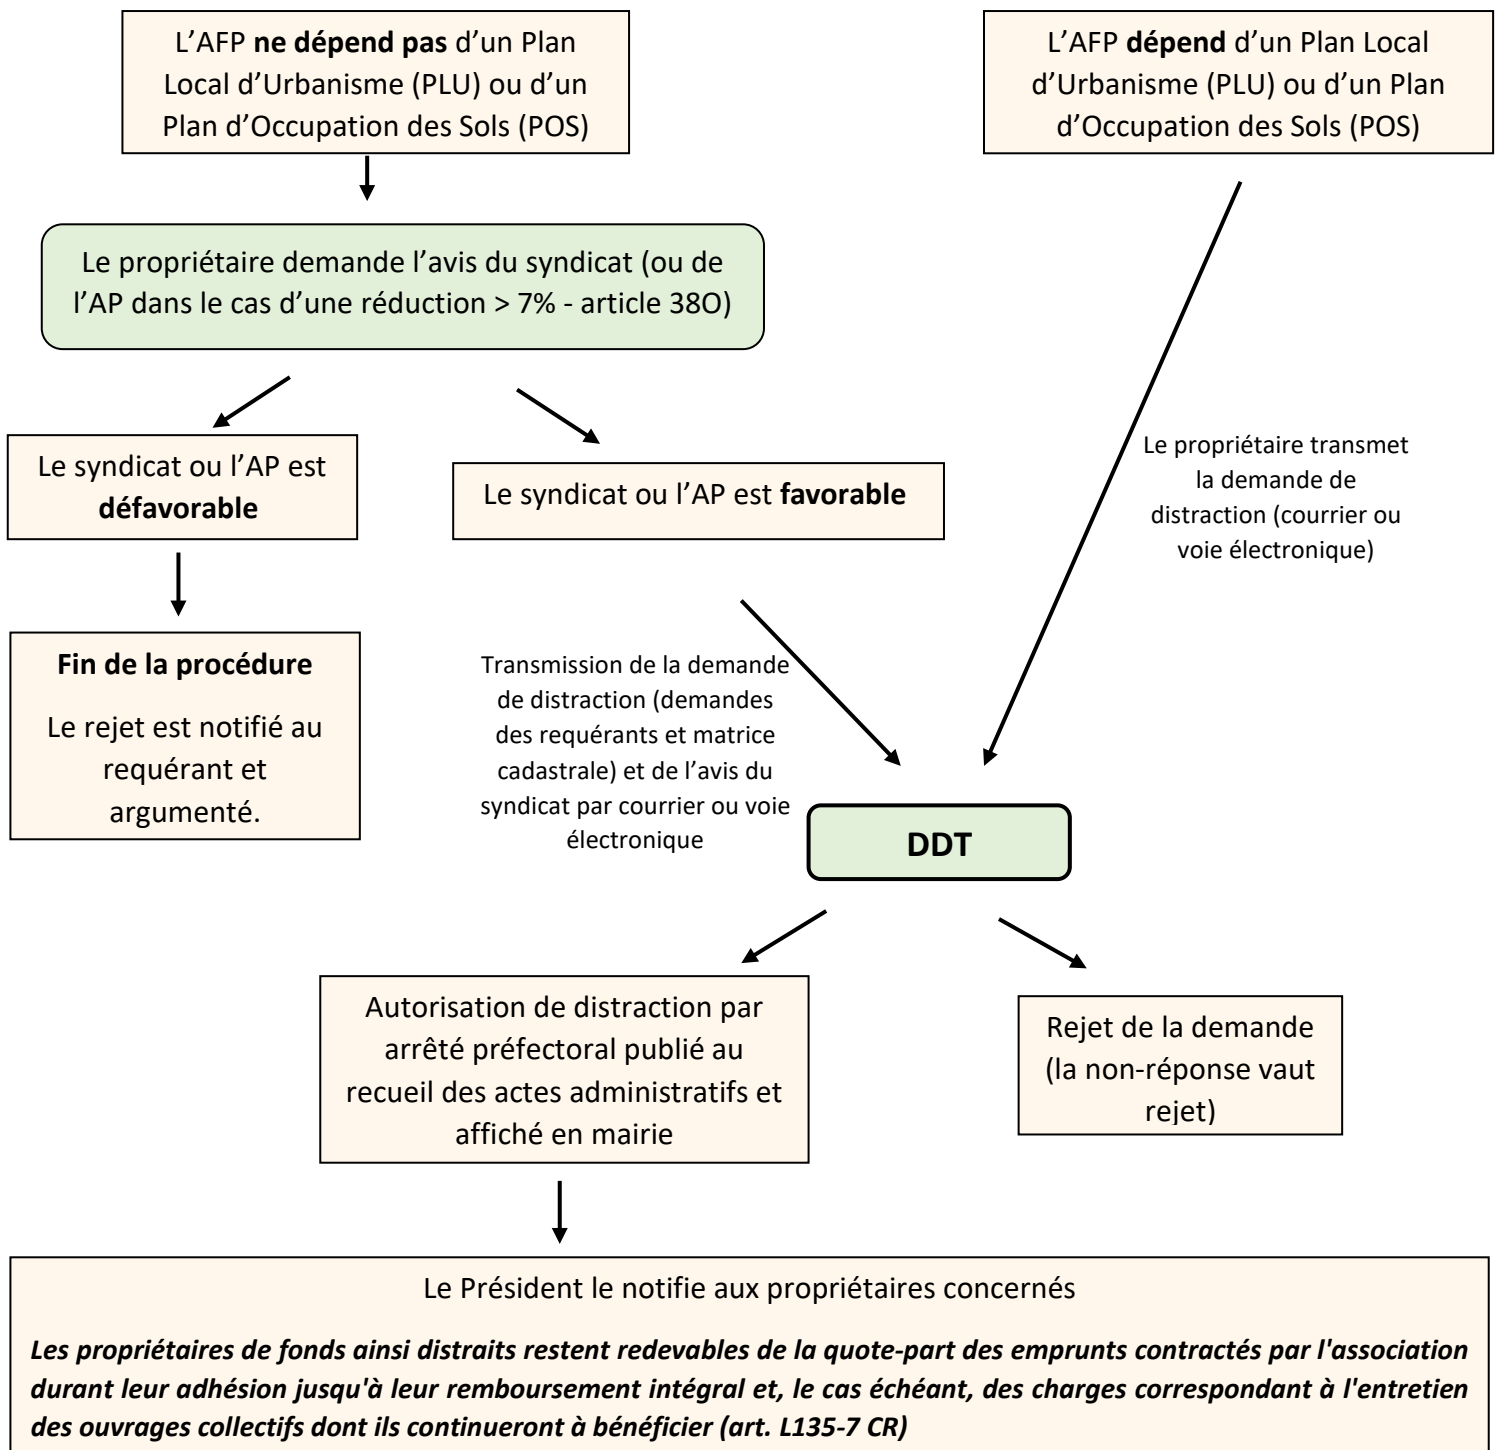 L’AFP ne dépend pas d’un Plan
Local d’Urbanisme (PLU) ou d’un
Plan d’Occupation des Sols (POS)
L’AFP dépend d’un Plan Local
d’Urbanisme (PLU) ou d’un Plan
d’Occupation des Sols (POS)
Le propriétaire demande l’avis du syndicat (ou de
l’AP dans le cas d’une réduction > 7% - article 38O)
Le syndicat ou l’AP est
défavorable
Le syndicat ou l’AP est favorable
Le propriétaire transmet
la demande de
distraction (courrier ou
voie électronique)
Fin de la procédure
Le rejet est notifié au
requérant et
argumenté.
Transmission de la demande
de distraction (demandes
des requérants et matrice
cadastrale) et de l’avis du
syndicat par courrier ou voie
électronique
DDT
Autorisation de distraction par
arrêté préfectoral publié au
recueil des actes administratifs et
affiché en mairie
Rejet de la demande
(la non-réponse vaut
rejet)
Le Président le notifie aux propriétaires concernés
Les propriétaires de fonds ainsi distraits restent redevables de la quote-part des emprunts contractés par l'association
durant leur adhésion jusqu'à leur remboursement intégral et, le cas échéant, des charges correspondant à l'entretien
des ouvrages collectifs dont ils continueront à bénéficier (art. L135-7 CR)